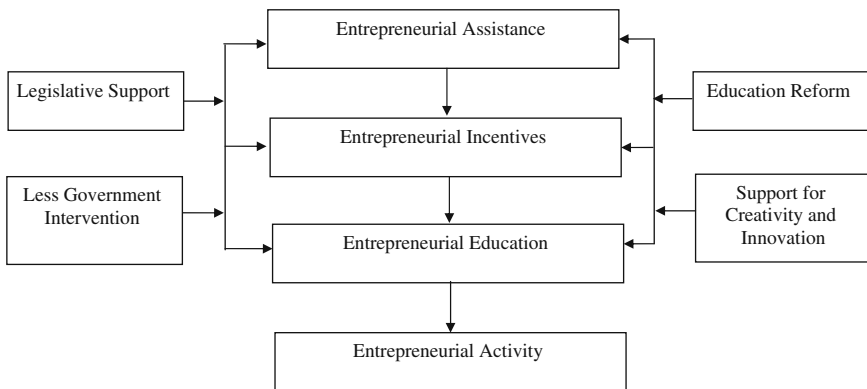 Entrepreneurial Assistance
Legislative Support
Education Reform
Entrepreneurial Incentives
Less Government
Intervention
Support for
Creativity and
Innovation
Entrepreneurial Education
Entrepreneurial Activity